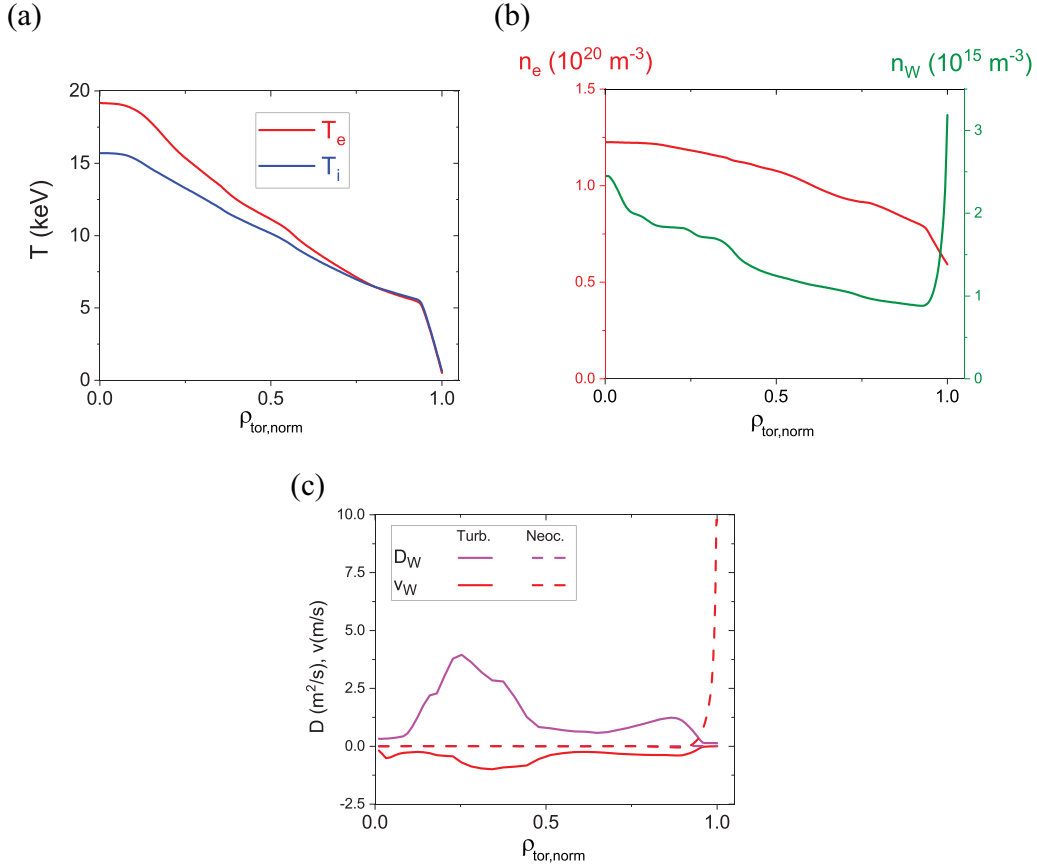 (a)
T (keV)
20
15
10
5
0
T_e
T_i
0.0 0.5 1.0
ρ_tor,norm
(b)
n_e (10^20 m^-3)
n_W (10^15 m^-3)
1.5
1.0
0.5
0.0
3
2
1
0
0.0 0.5 1.0
ρ_tor,norm
(c)
D (m^2/s), v(m/s)
10.0
7.5
5.0
2.5
0.0
-2.5
Turb. Neoc.
D_W
v_W
0.0 0.5 1.0
ρ_tor,norm